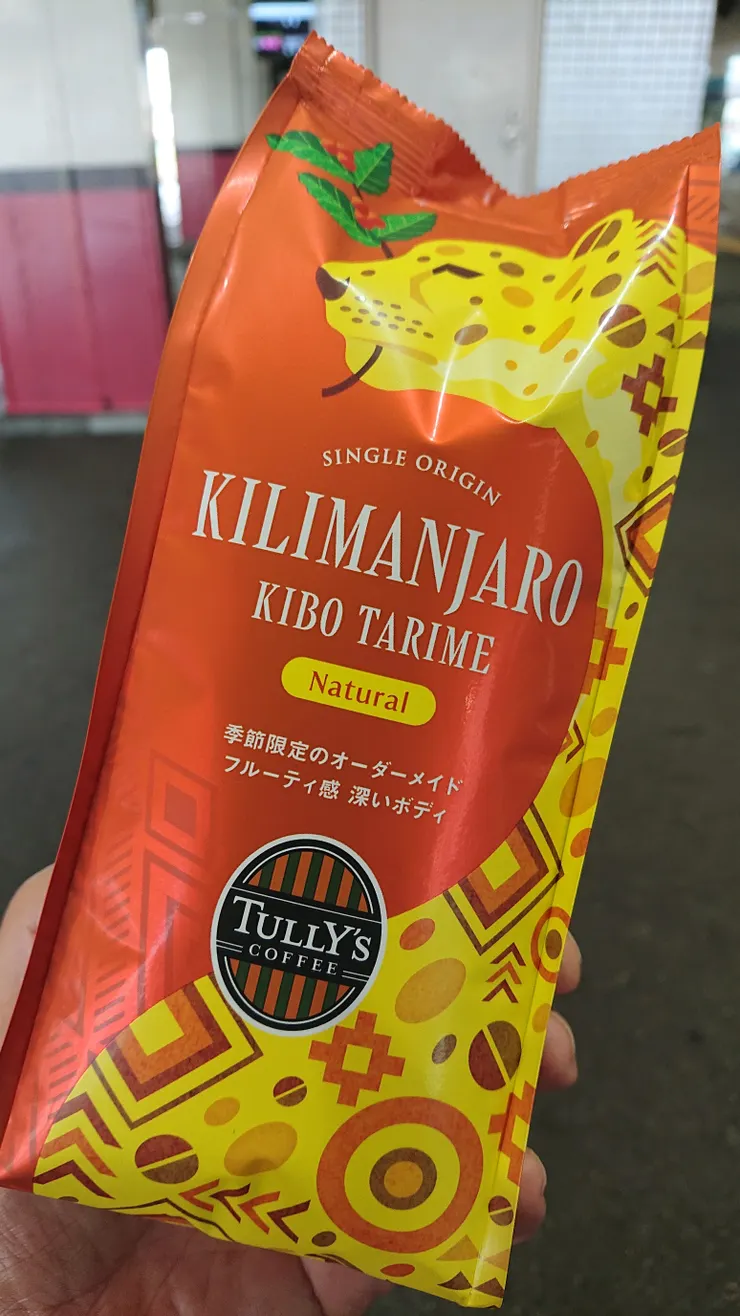 SINGLE ORIGIN
KILIMANJARO
KIBO TARIME
Natural
季節限定のオーダーメイド
フルーティ感 深いボディ
TULLY'S
COFFEE